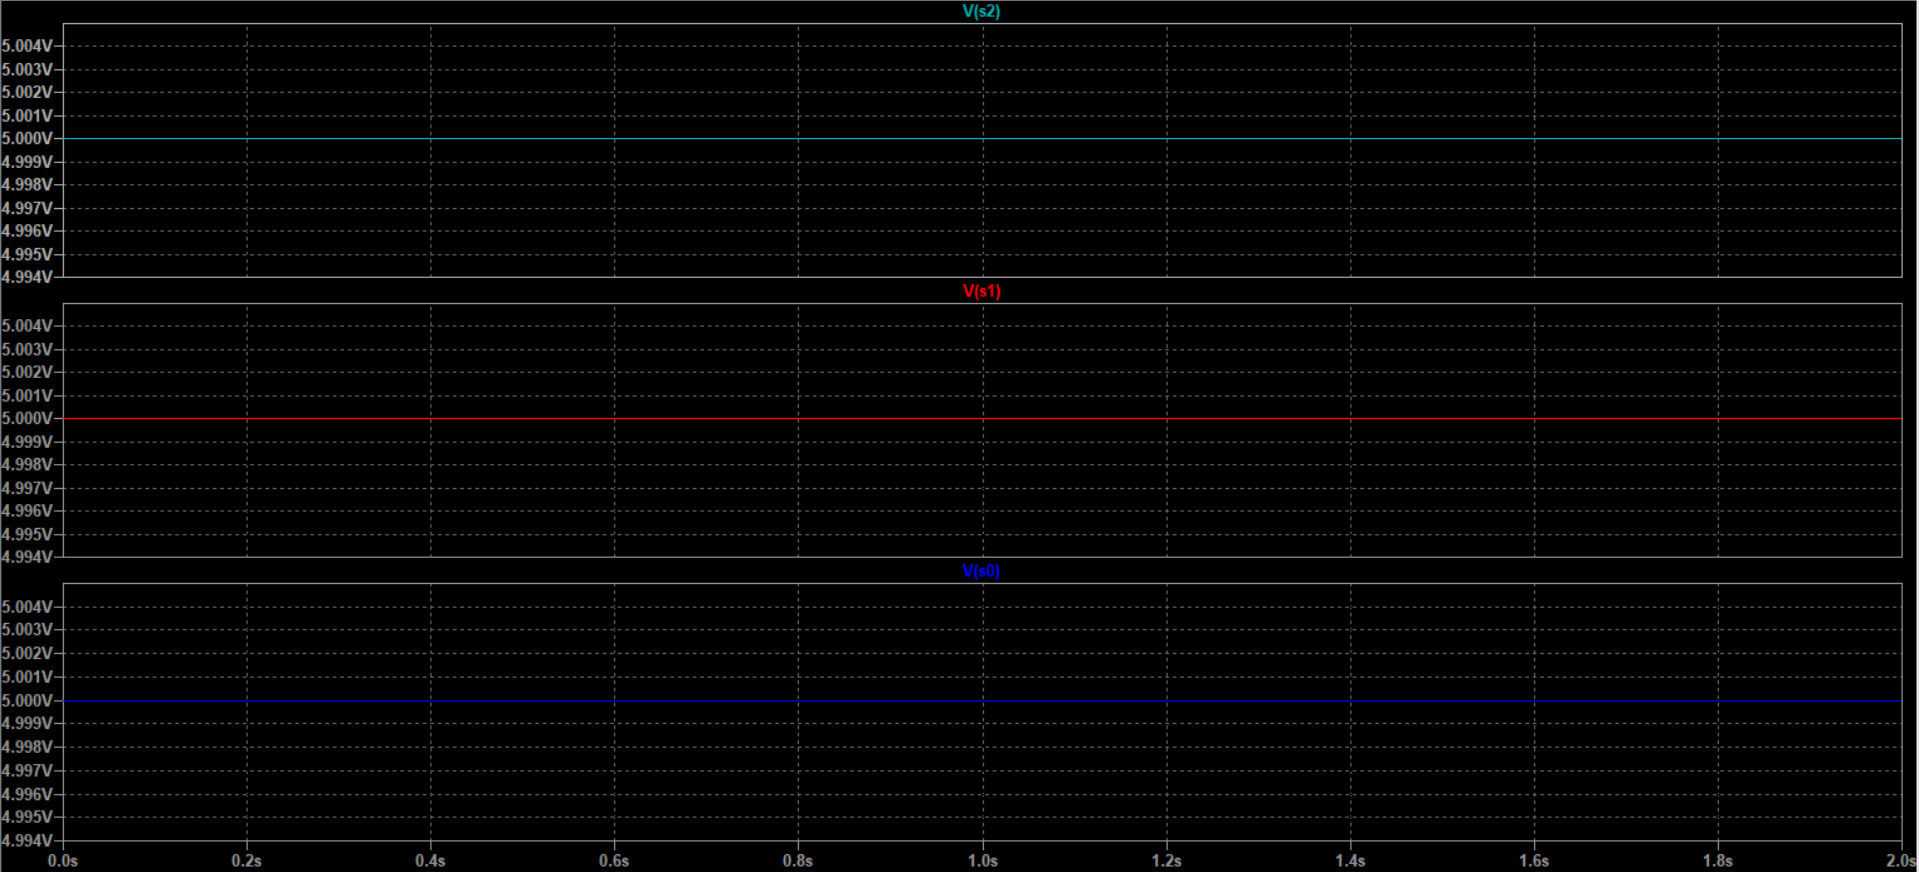 V(s2)
5.004V
5.003V
5.002V
5.001V
5.000V
4.999V
4.998V
4.997V
4.996V
4.995V
4.994V
V(s1)
5.004V
5.003V
5.002V
5.001V
5.000V
4.999V
4.998V
4.997V
4.996V
4.995V
4.994V
V(s0)
5.004V
5.003V
5.002V
5.001V
5.000V
4.999V
4.998V
4.997V
4.996V
4.995V
4.994V
0.0s 0.2s 0.4s 0.6s 0.8s 1.0s 1.2s 1.4s 1.6s 1.8s 2.0s